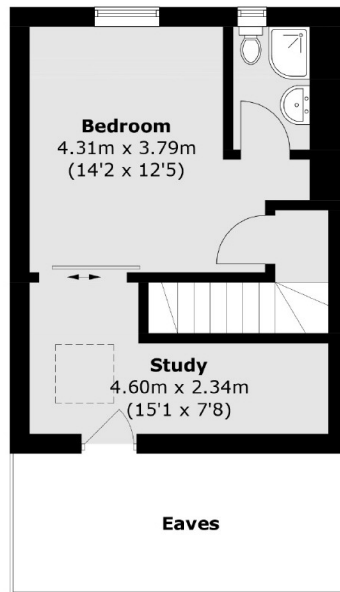 Bedroom
4.31m x 3.79m
(14'2 x 12'5)
Study
4.60m x 2.34m
(15'1 x 7'8)
Eaves